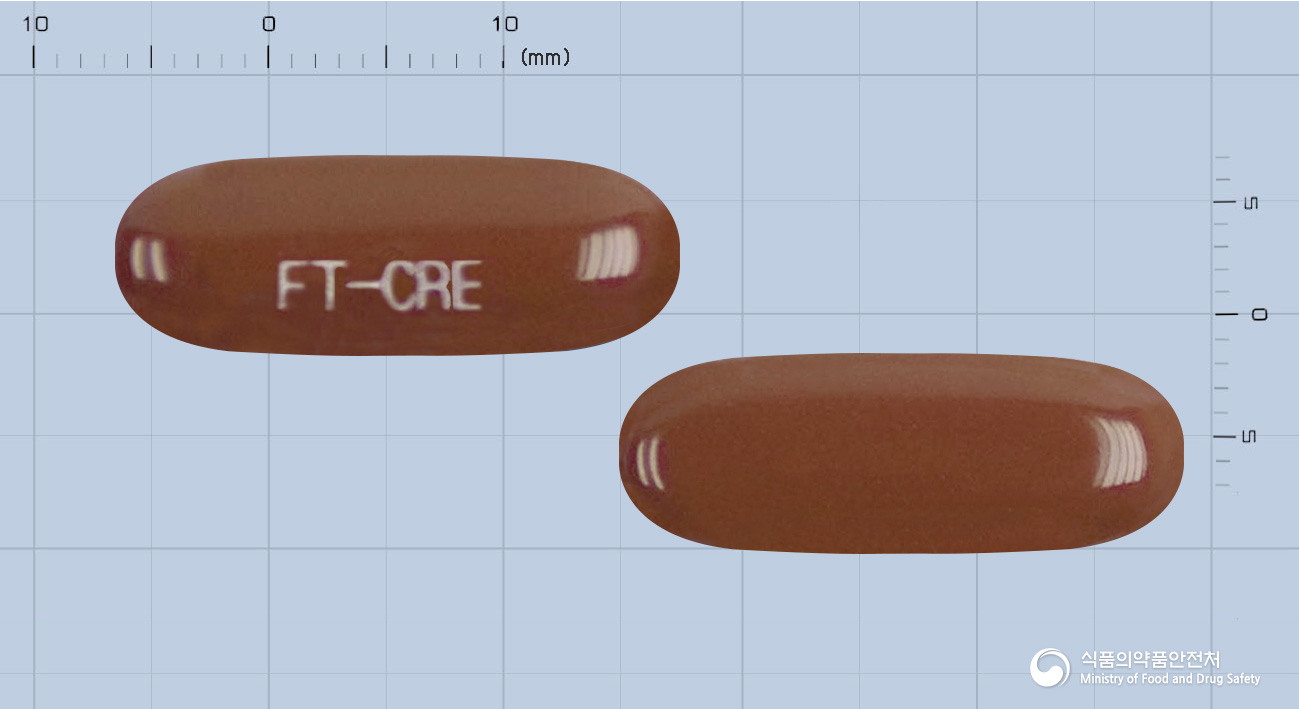 10 0 10 (mm)
5
0
5
FT-CRE
식품의약품안전처
Ministry of Food and Drug Safety